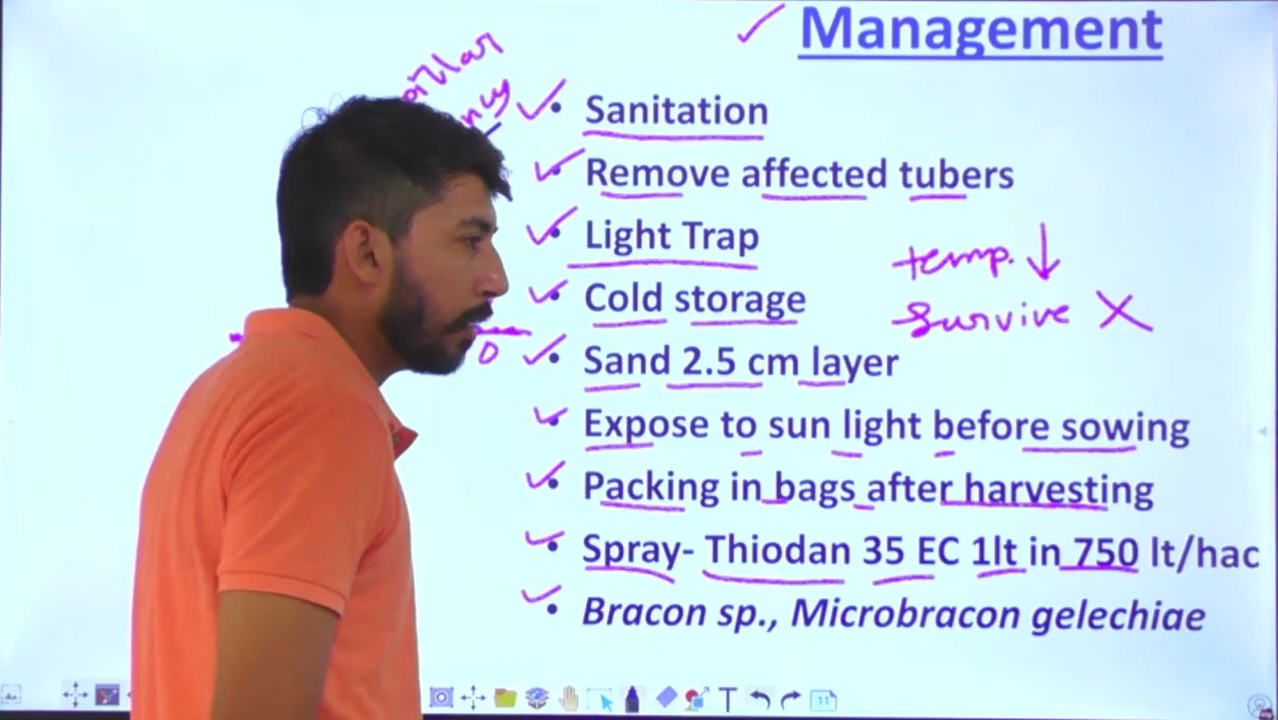 Management
• Sanitation
• Remove affected tubers
• Light Trap
temp. ↓
• Cold storage
survive X
• Sand 2.5 cm layer
• Expose to sun light before sowing
• Packing in bags after harvesting
• Spray- Thiodan 35 EC 1lt in 750 lt/hac
• Bracon sp., Microbracon gelechiae
T
11